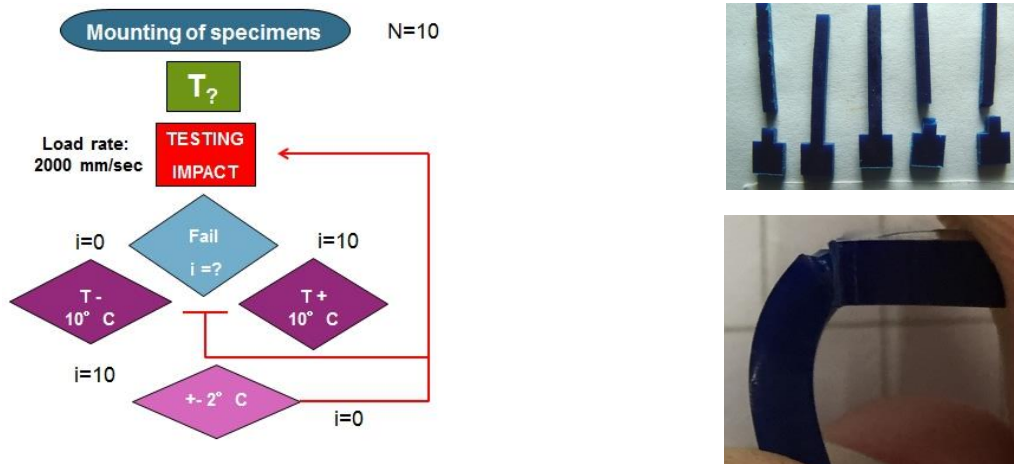 Mounting of specimens
N=10
T?
Load rate:
2000 mm/sec
TESTING
IMPACT
Fail
i =?
i=0
i=10
T -
10° C
T +
10° C
i=10
+- 2° C
i=0